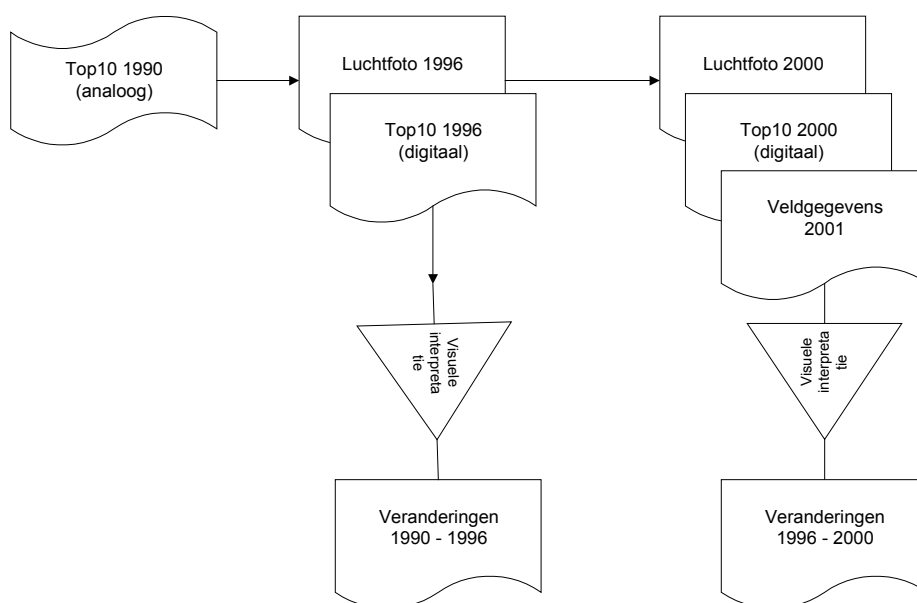 Top10 1990
(analoog)
Luchtfoto 1996
Top10 1996
(digitaal)
Luchtfoto 2000
Top10 2000
(digitaal)
Veldgegevens
2001
Visuele
interpreta
tie
Visuele
interpreta
tie
Veranderingen
1990 - 1996
Veranderingen
1996 - 2000